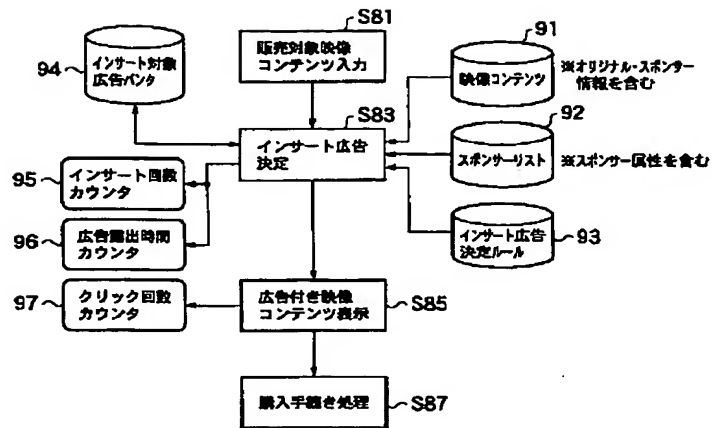 S81
販売対象映像
コンテンツ入力
94
インサート対象
広告バンク
91
映像コンテンツ
※オリジナル・スポンサー
情報を含む
S83
インサート広告
決定
92
スポンサーリスト
※スポンサー属性を含む
95
インサート回数
カウンタ
96
広告露出時間
カウンタ
インサート広告
決定ルール
93
97
クリック回数
カウンタ
広告付き映像
コンテンツ表示
S85
購入手続き処理
S87